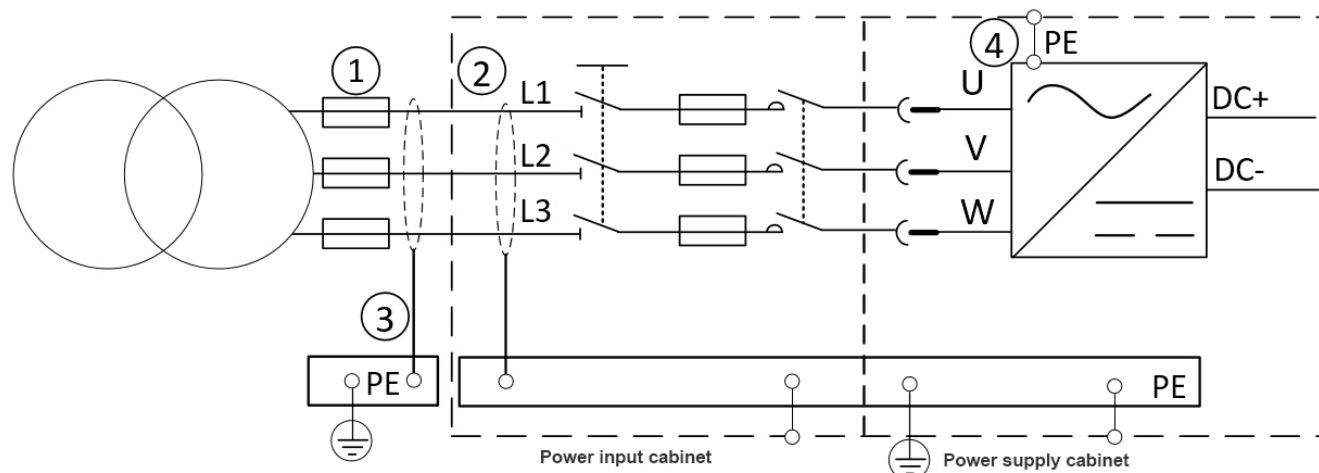 1
2
4
PE
L1
U
DC+
L2
V
DC-
L3
W
3
PE
PE
Power input cabinet
Power supply cabinet